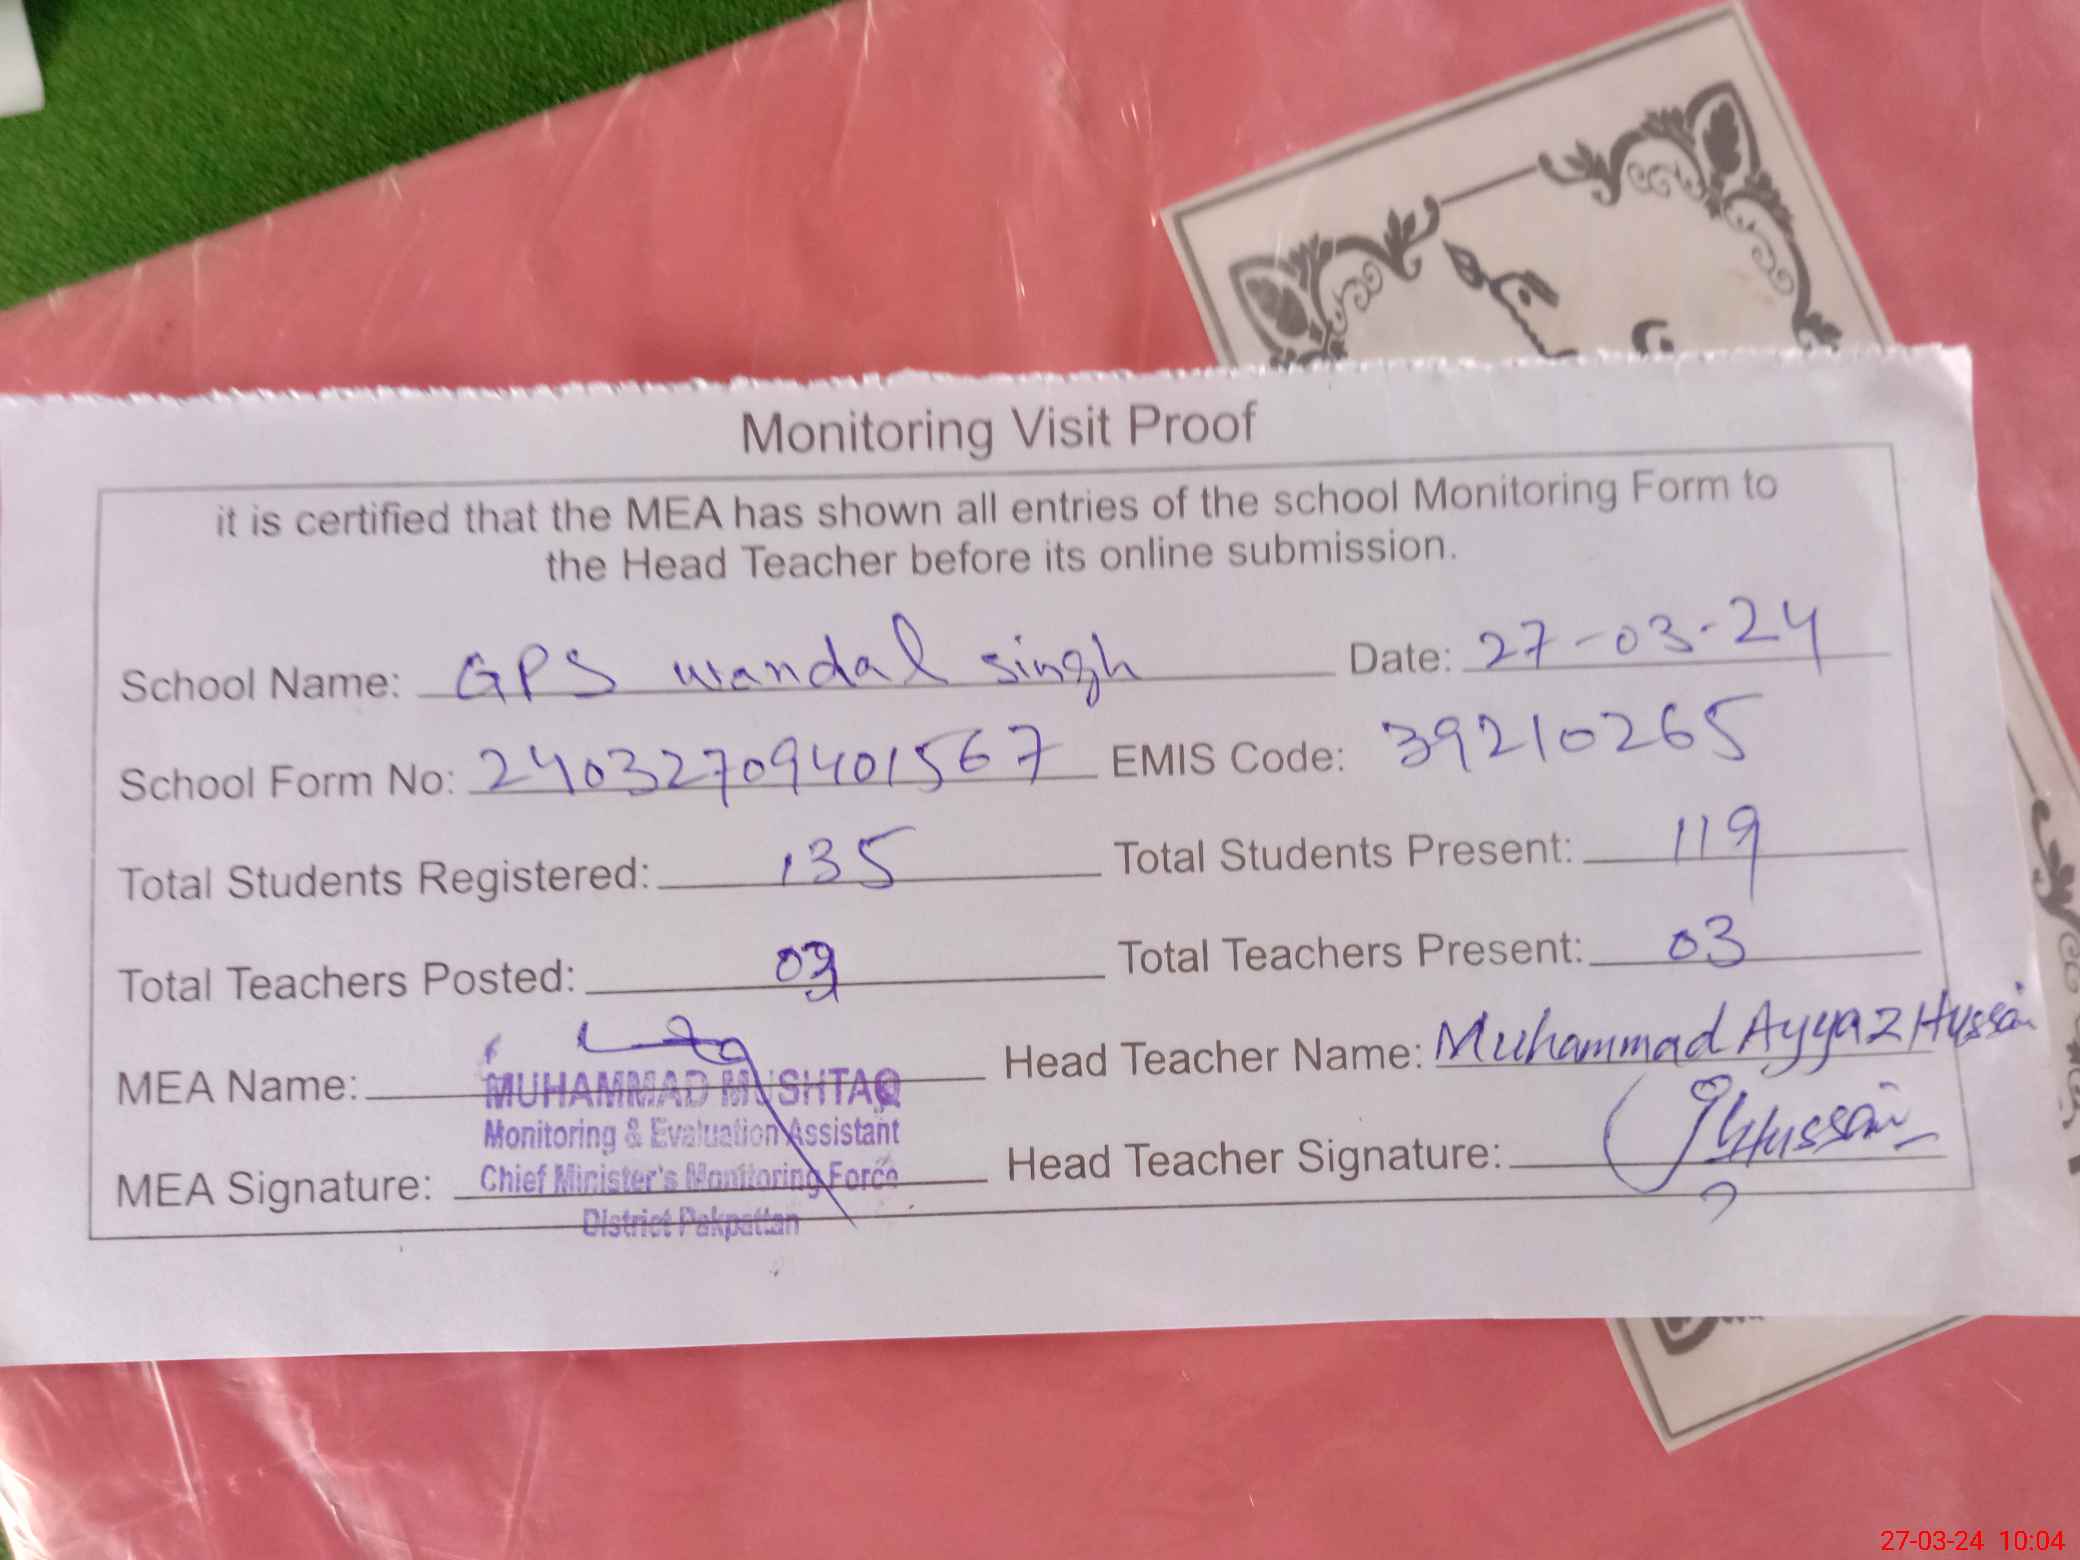 Monitoring Visit Proof
it is certified that the MEA has shown all entries of the school Monitoring Form to
the Head Teacher before its online submission.
School Name: GPS wandal singh Date: 27-03-24
School Form No: 24032709401567 EMIS Code: 39210265
Total Students Registered: 135 Total Students Present: 119
Total Teachers Posted: Total Teachers Present: 03
MEA Name: MUHAMMAD MUSHTAQ Head Teacher Name: Muhammad Ayyaz Hussain
Monitoring & Evaluation Assistant
MEA Signature: Chief Minister's Monitoring Force Head Teacher Signature: Hussain
District Pakpattan
27-03-24 10:04